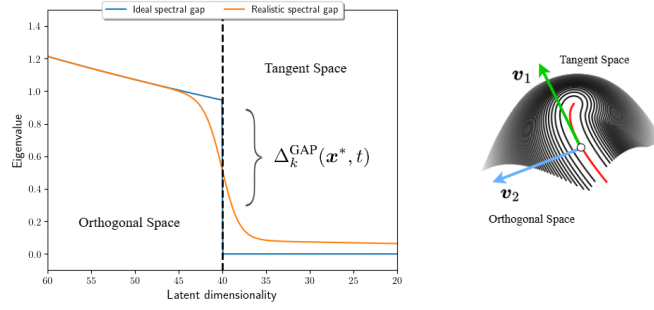 Ideal spectral gap
Realistic spectral gap
1.4
1.2
1.0
0.8
0.6
0.4
0.2
0.0
Eigenvalue
Tangent Space
Δ_k^GAP(x*, t)
Orthogonal Space
60 55 50 45 40 35 30 25 20
Latent dimensionality
Tangent Space
v₁
v₂
Orthogonal Space